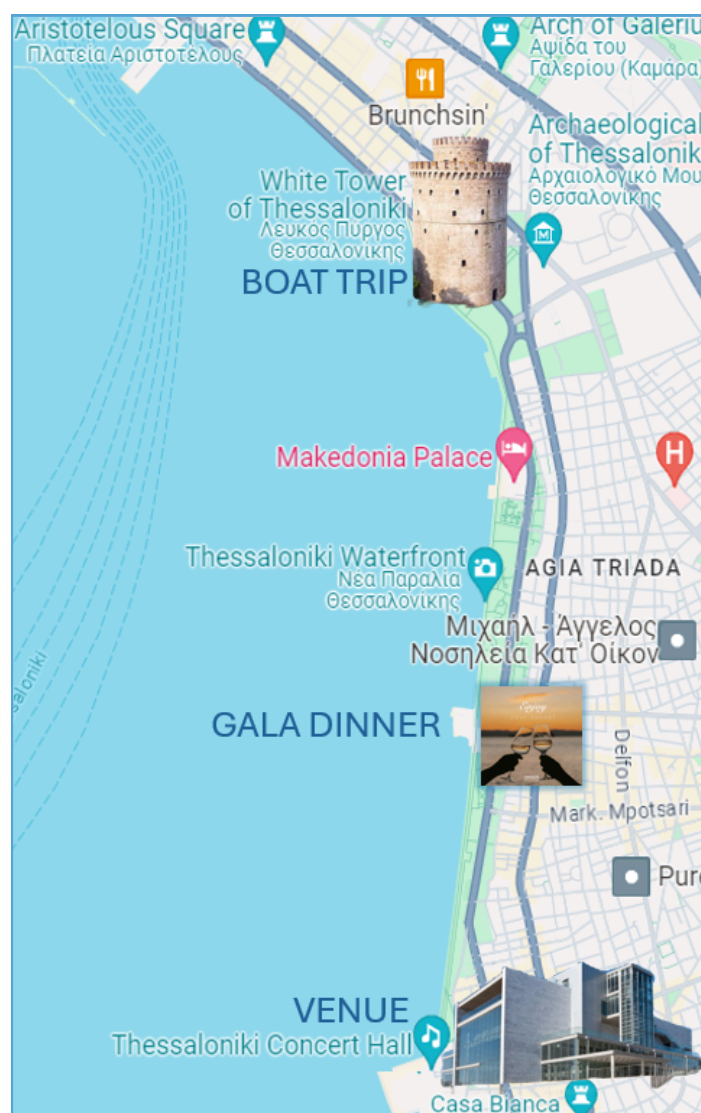 Aristotelous Square
Πλατεία Αριστοτέλους
Arch of Galeriu
Αψίδα του
Γαλερίου (Καμάρα)
Brunchsin'
Archaeological
of Thessalonik
Αρχαιολογικό Μου
Θεσσαλονίκης
White Tower
of Thessaloniki
Λευκός Πύργος
Θεσσαλονίκης
BOAT TRIP
Makedonia Palace
H
Thessaloniki Waterfront
Νέα Παραλία
Θεσσαλονίκης
AGIA TRIADA
Μιχαήλ - Άγγελος
Νοσηλεία Κατ' Οίκον
saloniki
GALA DINNER
Enjoy
Delfon
Mark. Mpotsari
Pure
VENUE
Thessaloniki Concert Hall
Casa Bianca